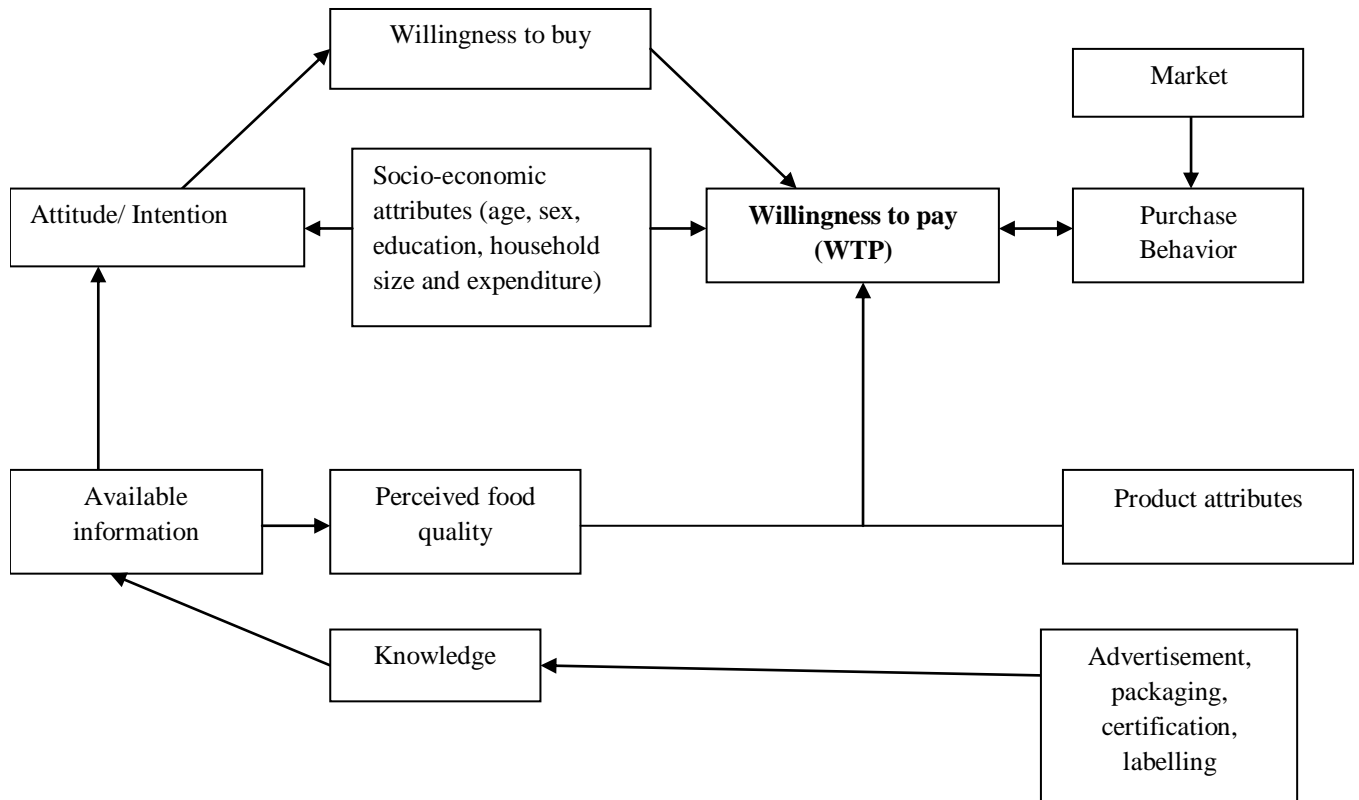 Willingness to buy
Market
Socio-economic
attributes (age, sex,
education, household
size and expenditure)
Attitude/ Intention
Willingness to pay
(WTP)
Purchase
Behavior
Available
information
Perceived food
quality
Product attributes
Knowledge
Advertisement,
packaging,
certification,
labelling